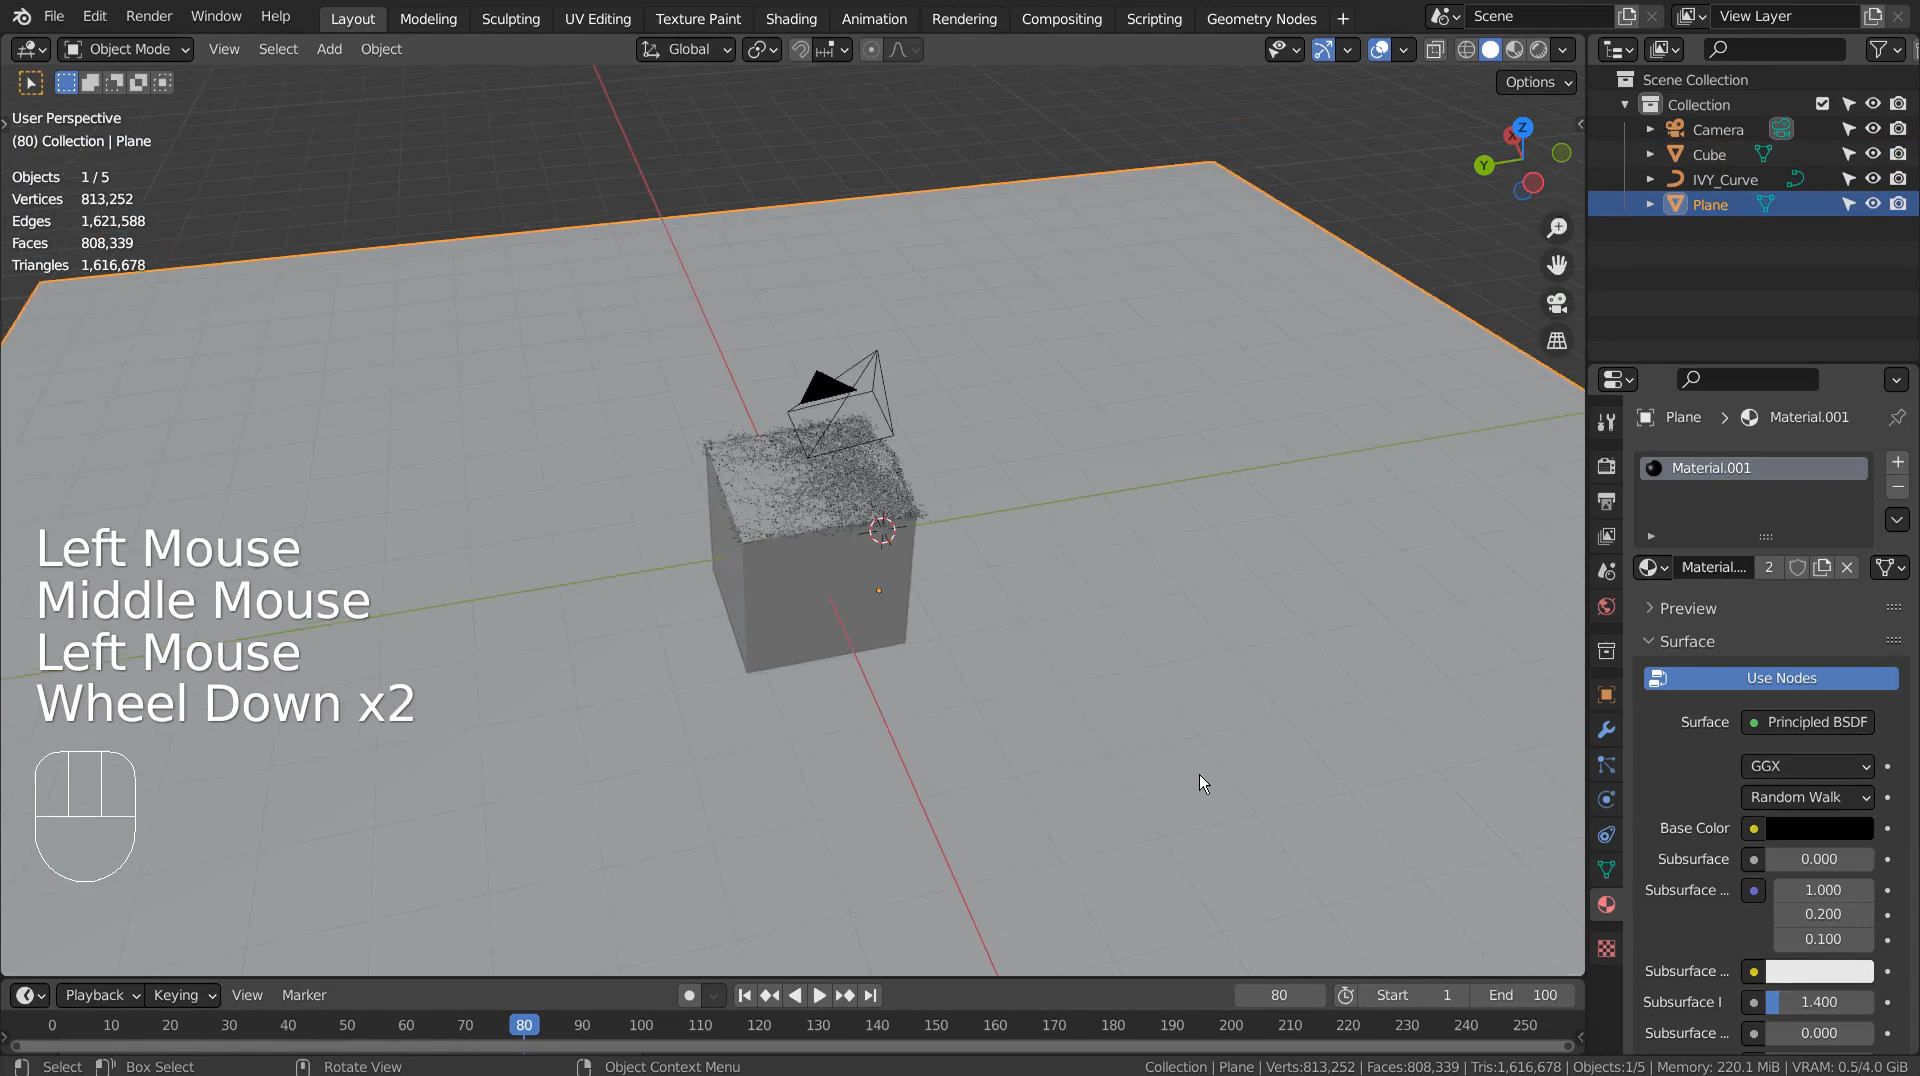 File Edit Render Window Help Layout Modeling Sculpting UV Editing Texture Paint Shading Animation Rendering Compositing Scripting Geometry Nodes + Scene View Layer
Object Mode View Select Add Object Global
Options
User Perspective
(80) Collection | Plane
Objects 1 / 5
Vertices 813,252
Edges 1,621,588
Faces 808,339
Triangles 1,616,678
Z
X
Y
Left Mouse
Middle Mouse
Left Mouse
Wheel Down x2
Scene Collection
Collection
Camera
Cube
IVY_Curve
Plane
Plane > Material.001
Material.001
Material.... 2
Preview
Surface
Use Nodes
Surface Principled BSDF
GGX
Random Walk
Base Color
Subsurface 0.000
Subsurface ... 1.000
0.200
0.100
Subsurface ...
Subsurface I 1.400
Subsurface ... 0.000
Playback Keying View Marker 80 Start 1 End 100
0 10 20 30 40 50 60 70 80 90 100 110 120 130 140 150 160 170 180 190 200 210 220 230 240 250
Select Box Select Rotate View Object Context Menu Collection | Plane | Verts:813,252 | Faces:808,339 | Tris:1,616,678 | Objects:1/5 | Memory: 220.1 MiB | VRAM: 0.5/4.0 GiB